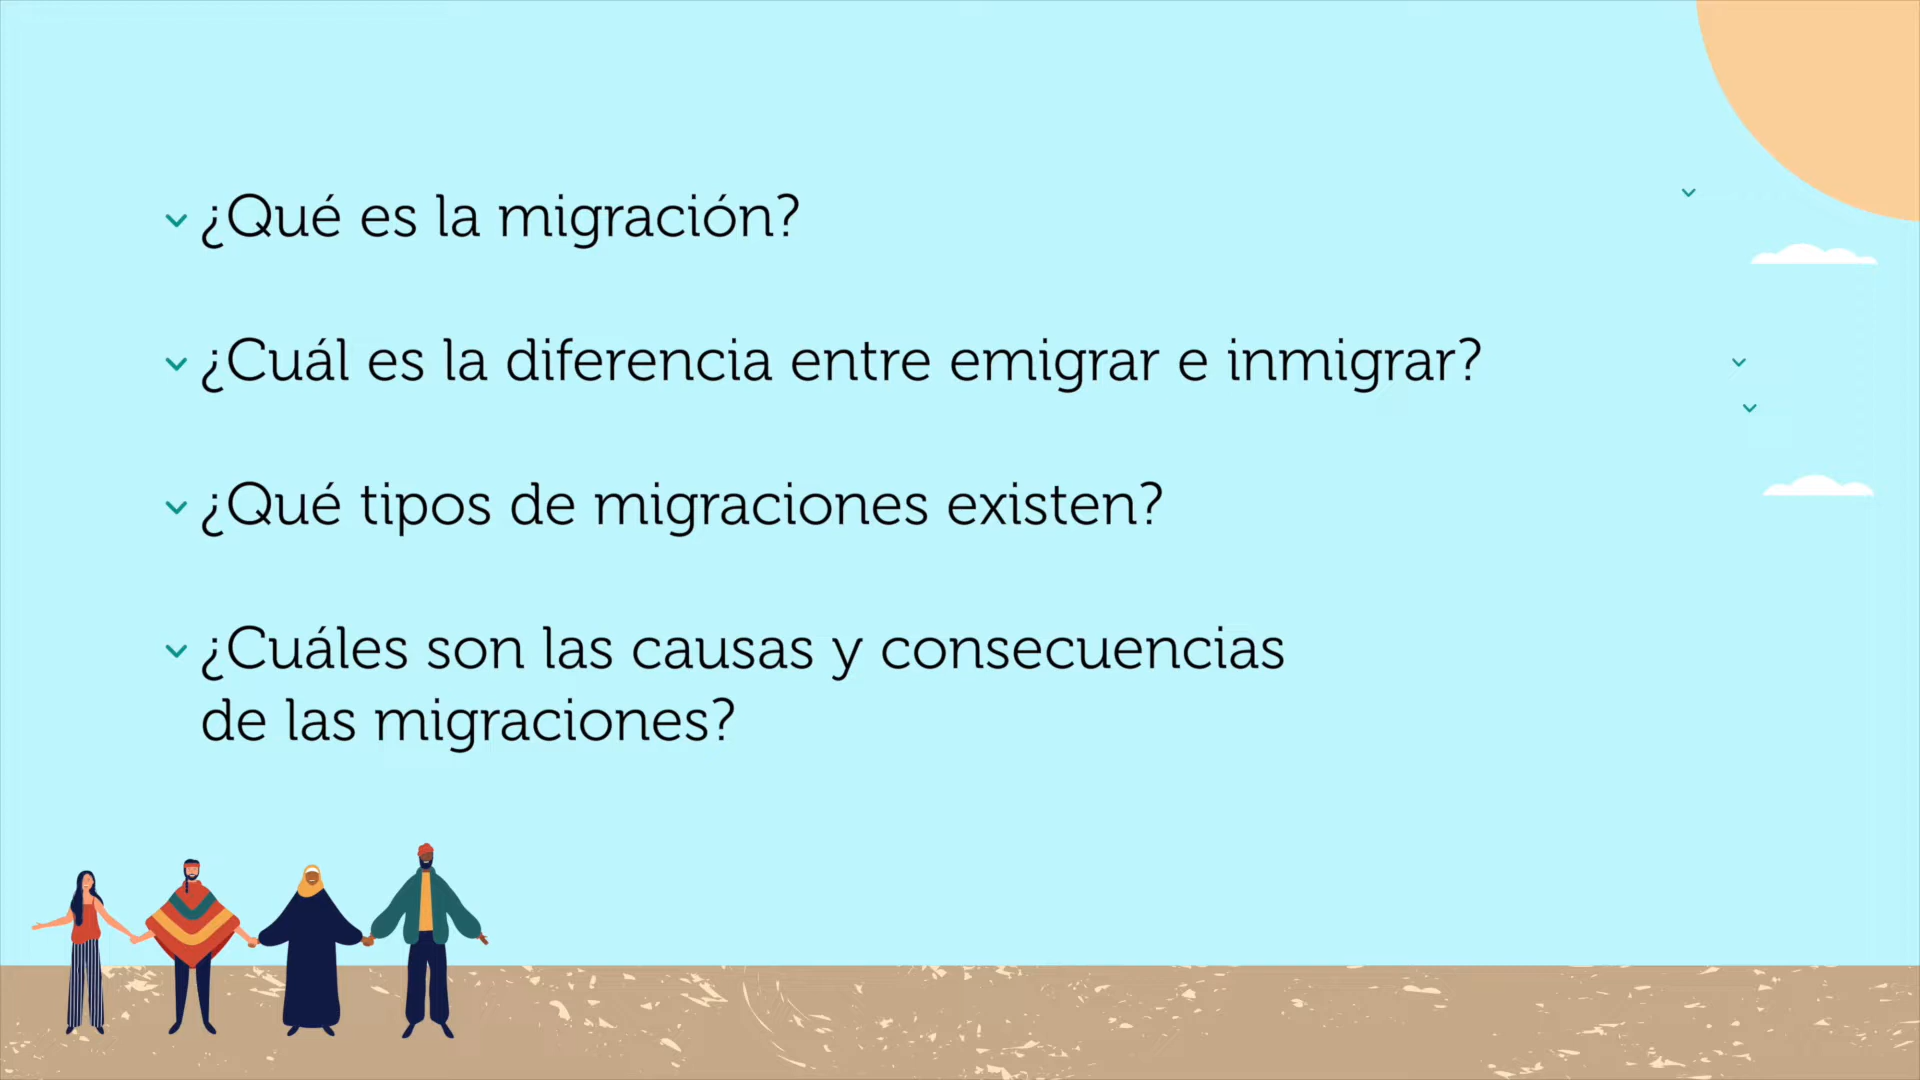 ¿Qué es la migración?
¿Cuál es la diferencia entre emigrar e inmigrar?
¿Qué tipos de migraciones existen?
¿Cuáles son las causas y consecuencias
de las migraciones?